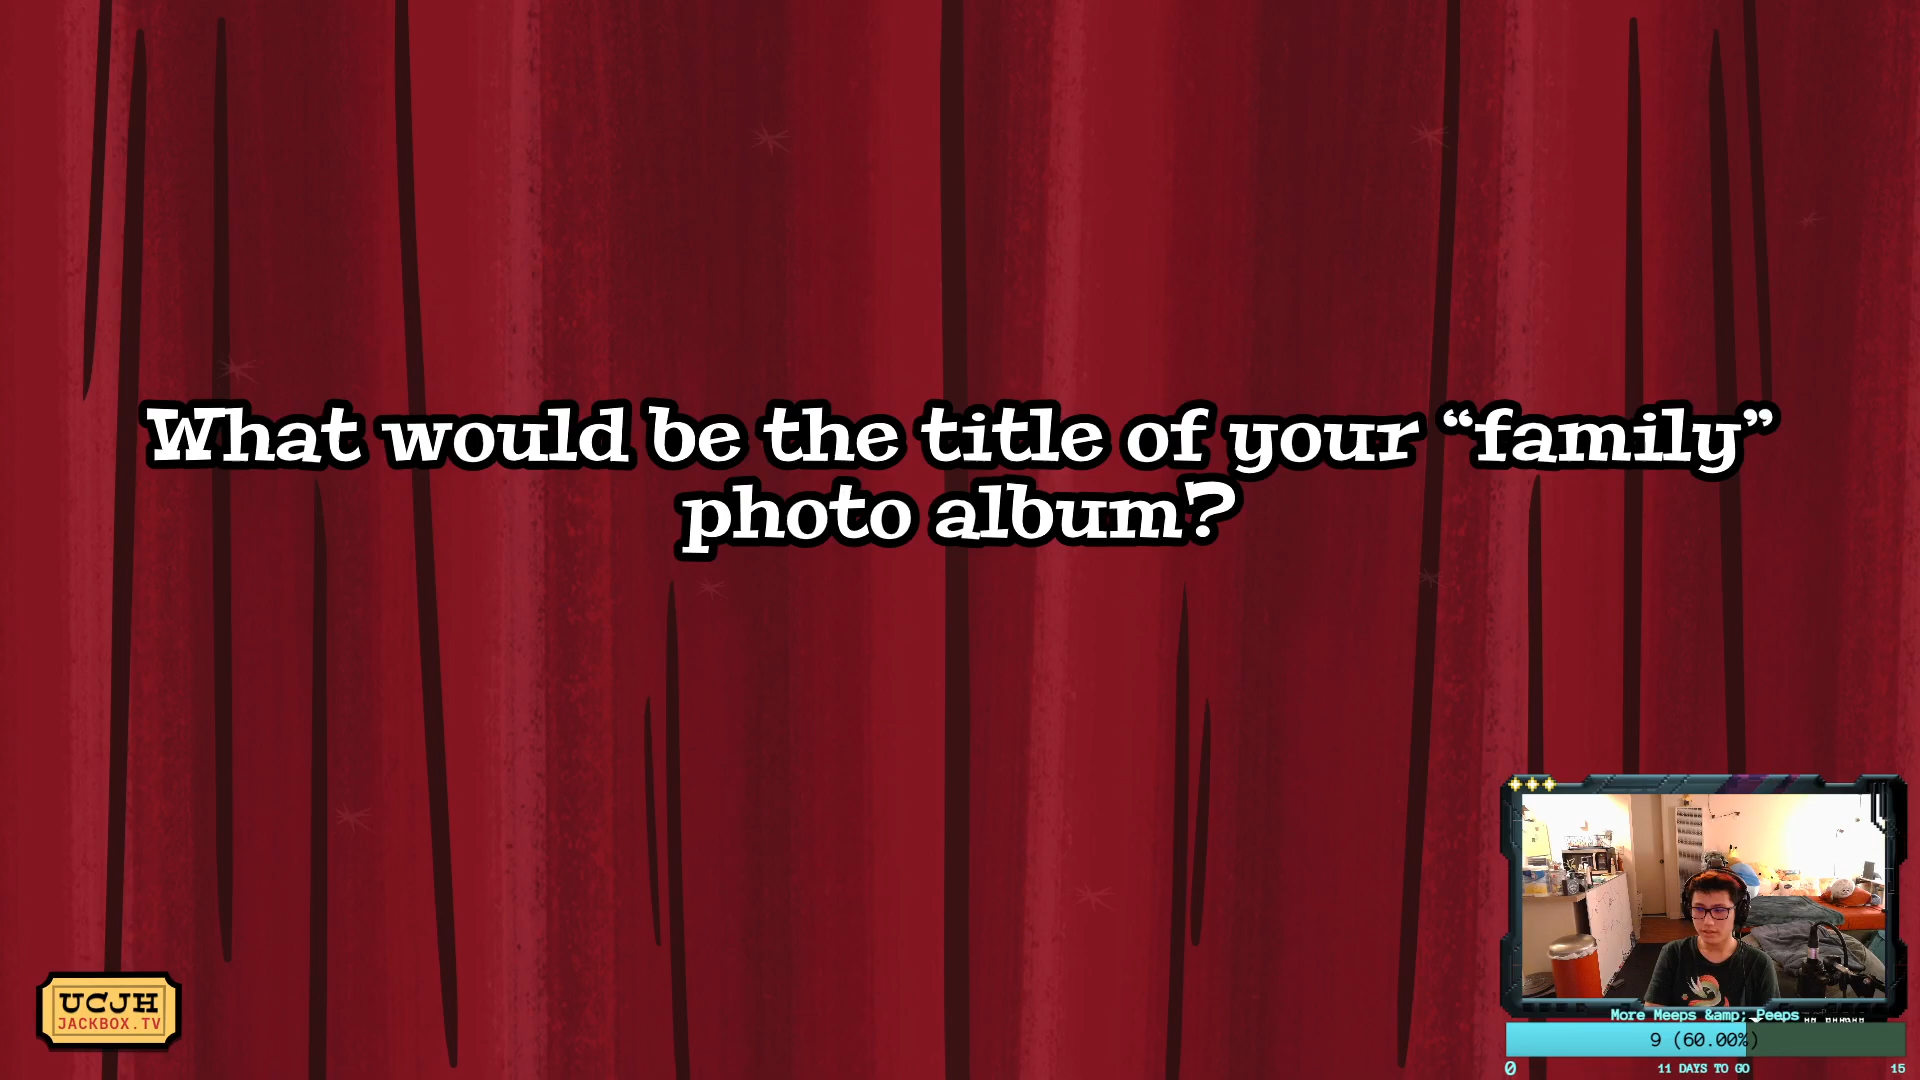 What would be the title of your “family”
photo album?
UCJH
JACKBOX.TV
More Meeps &amp; Peeps
9 (60.00%)
0
11 DAYS TO GO
15